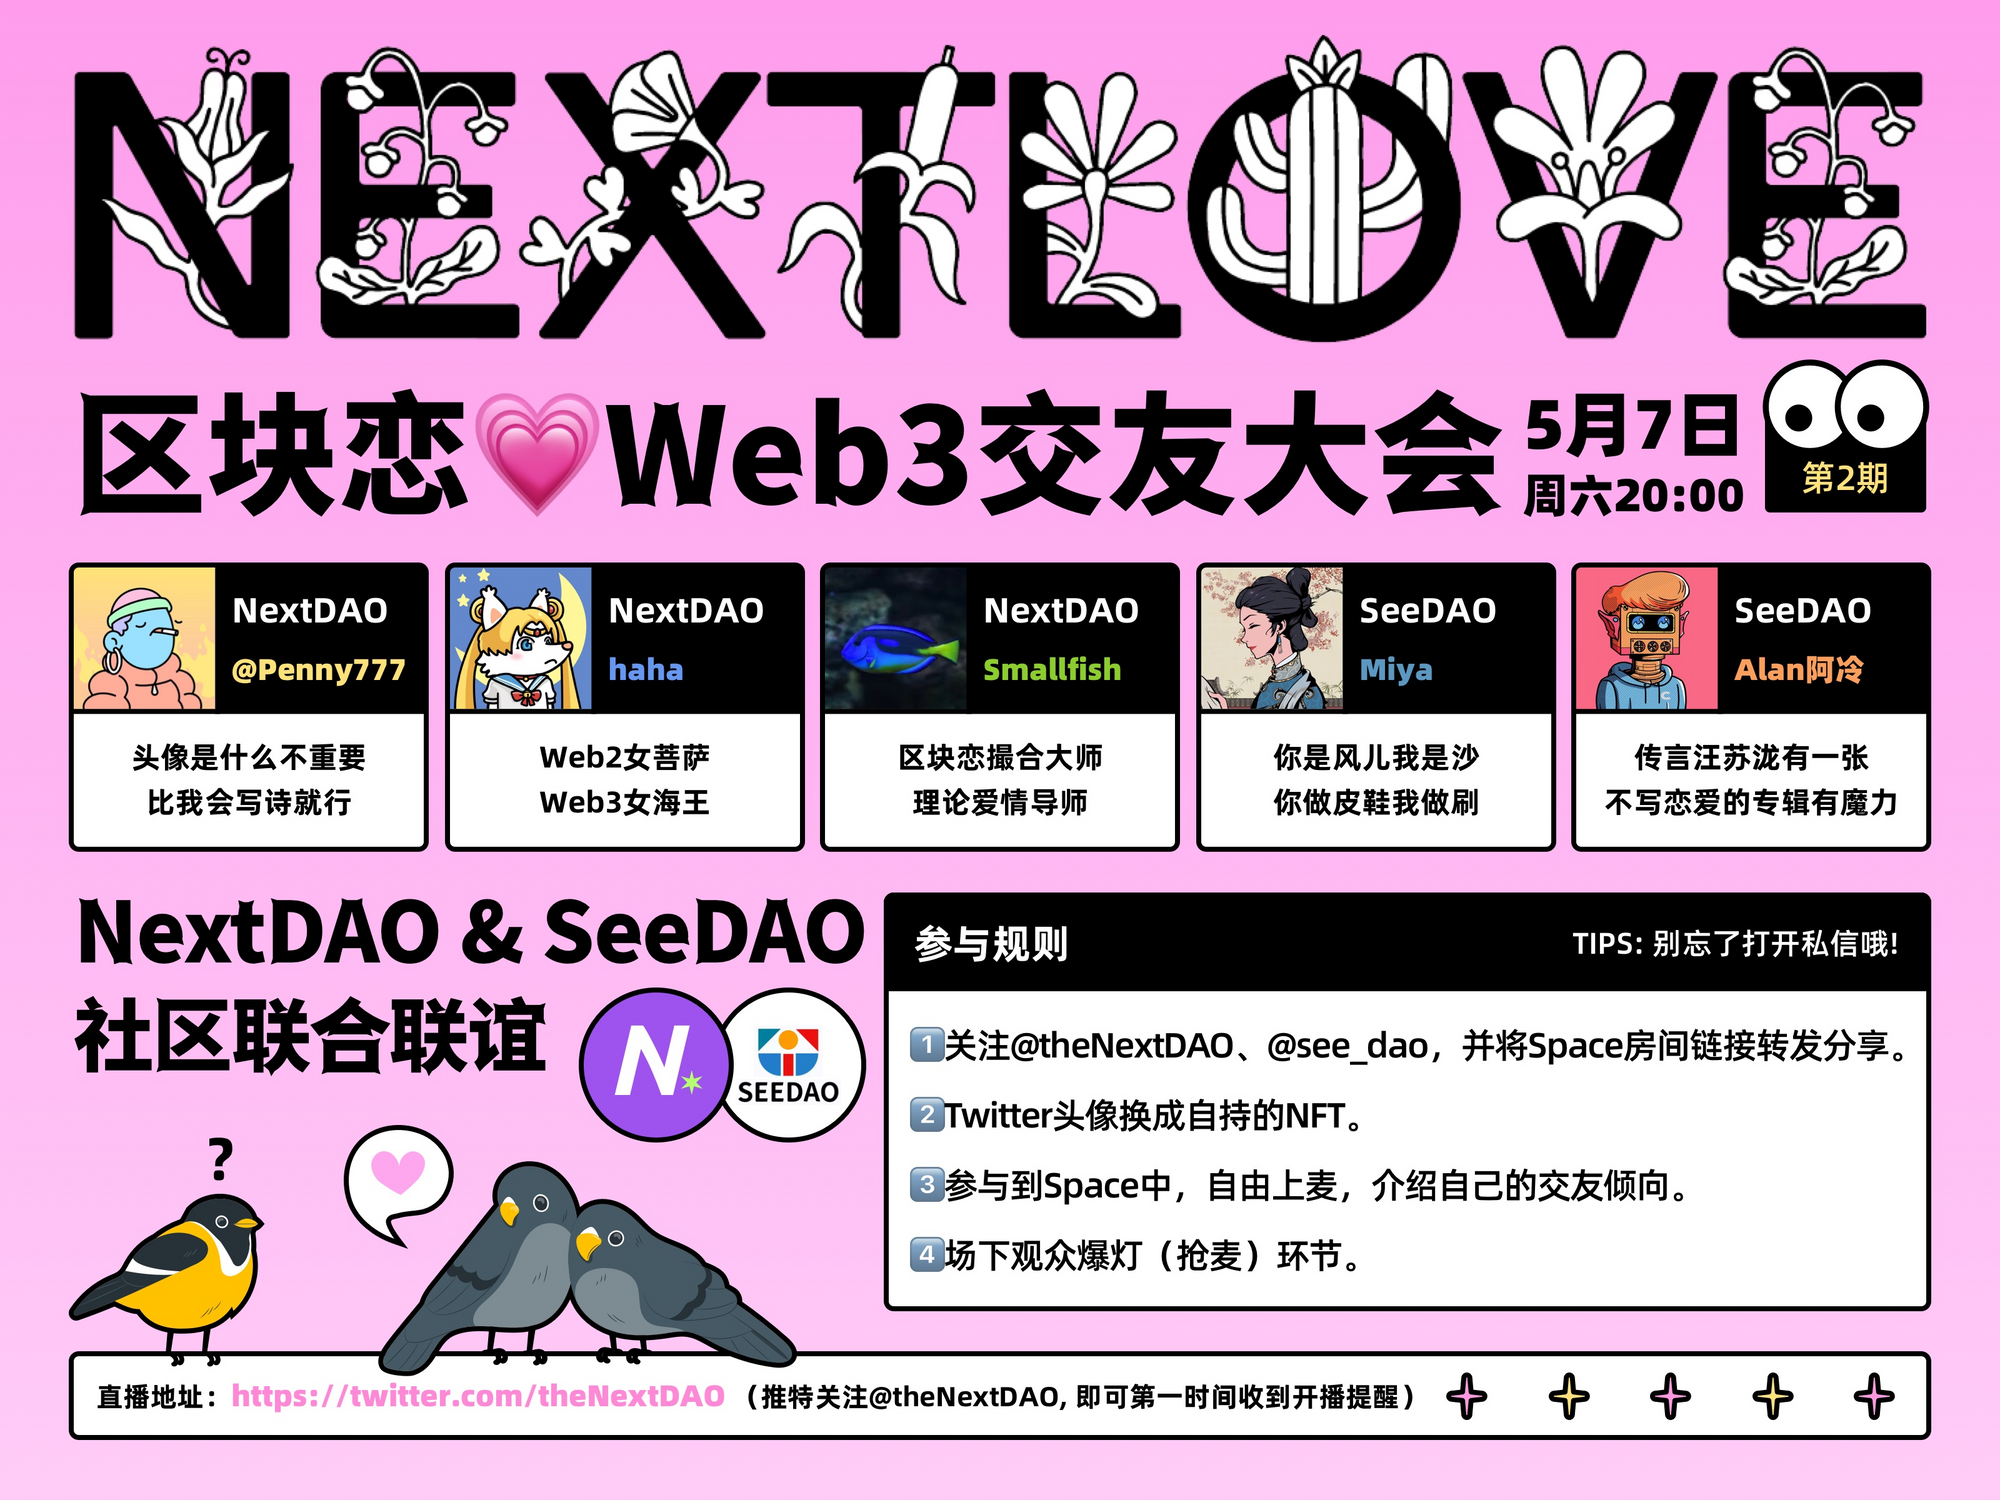 NEXTLOVE
区块恋💗Web3交友大会
5月7日
周六20:00
第2期
NextDAO
@Penny777
头像是什么不重要
比我会写诗就行
NextDAO
haha
Web2女菩萨
Web3女海王
NextDAO
Smallfish
区块恋撮合大师
理论爱情导师
SeeDAO
Miya
你是风儿我是沙
你做皮鞋我做刷
SeeDAO
Alan阿冷
传言汪苏泷有一张
不写恋爱的专辑有魔力
NextDAO & SeeDAO
社区联合联谊
N
SEEDAO
?
参与规则
TIPS: 别忘了打开私信哦!
1关注@theNextDAO、@see_dao，并将Space房间链接转发分享。
2Twitter头像换成自持的NFT。
3参与到Space中，自由上麦，介绍自己的交友倾向。
4场下观众爆灯（抢麦）环节。
直播地址：https://twitter.com/theNextDAO（推特关注@theNextDAO, 即可第一时间收到开播提醒）